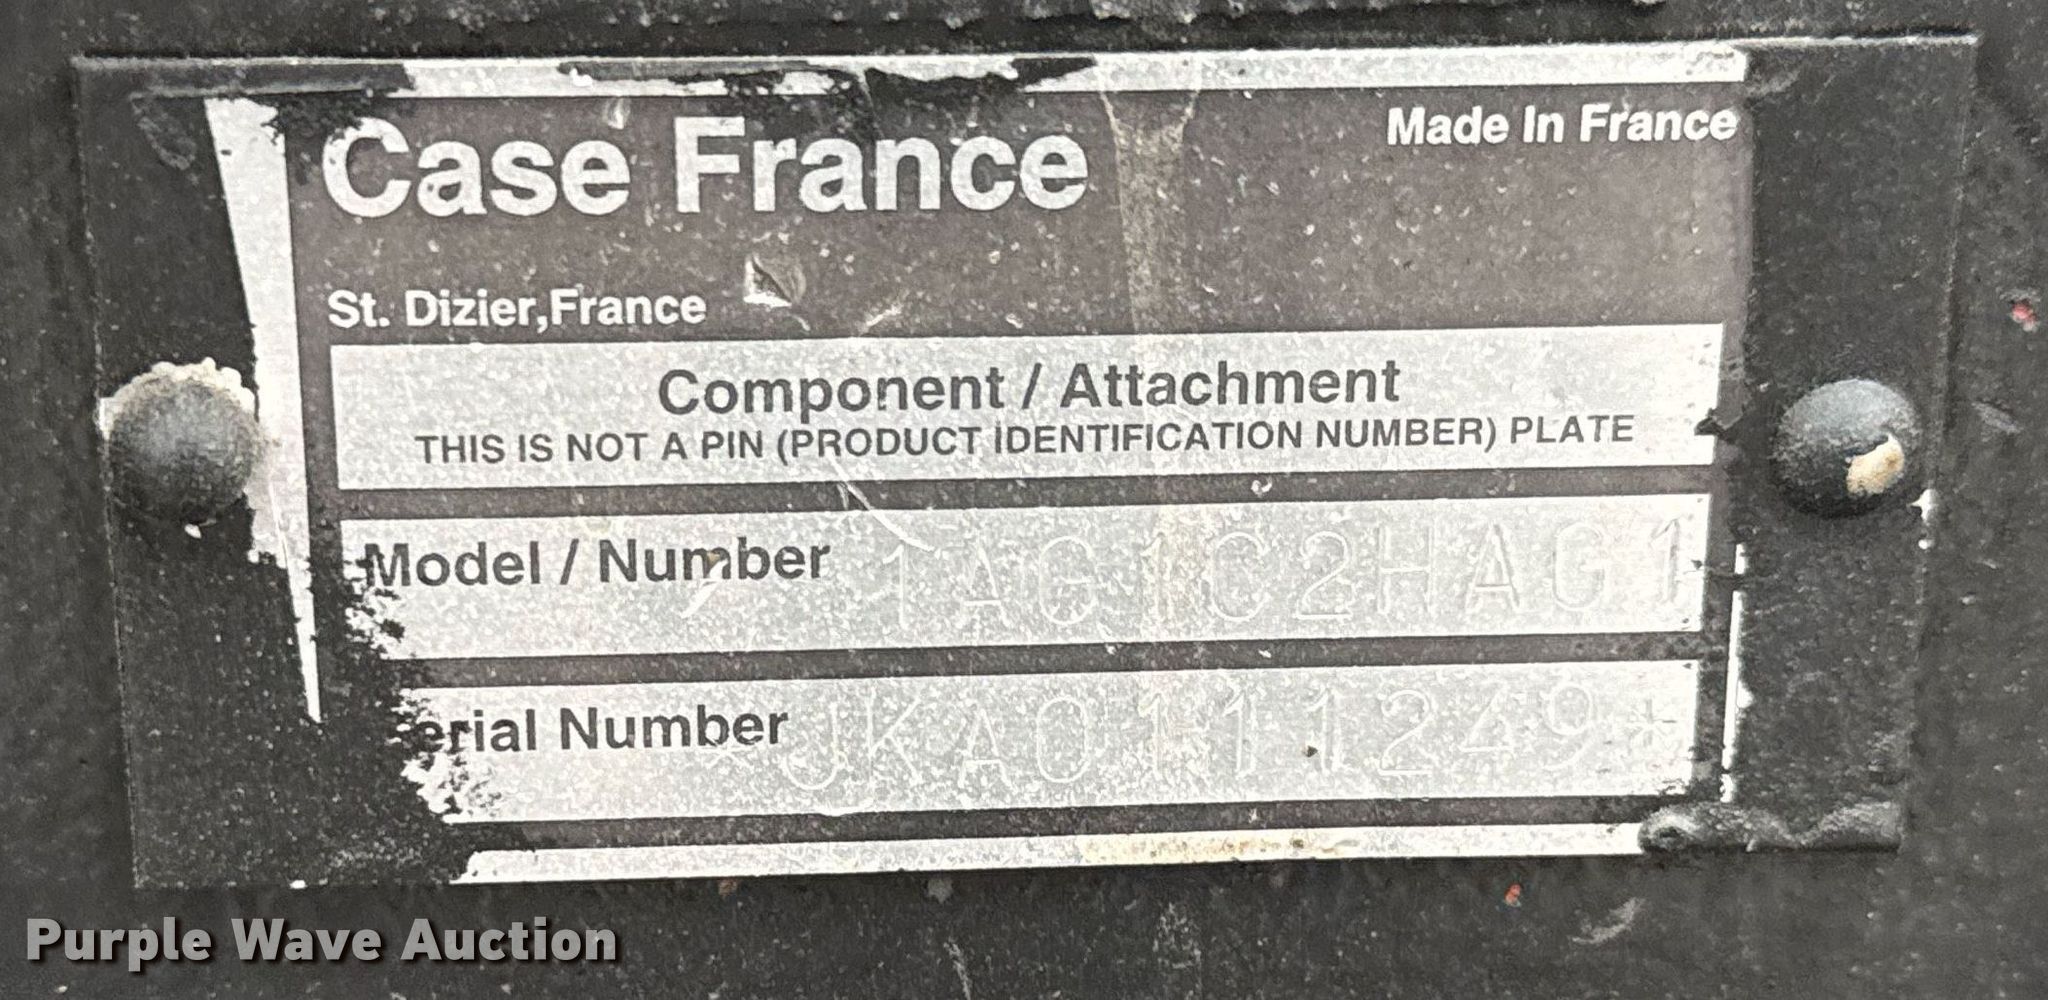 Case France
Made In France
St. Dizier,France
Component / Attachment
THIS IS NOT A PIN (PRODUCT IDENTIFICATION NUMBER) PLATE
Model / Number 1AG1C2HAG1
erial Number *JKA0111249*
Purple Wave Auction